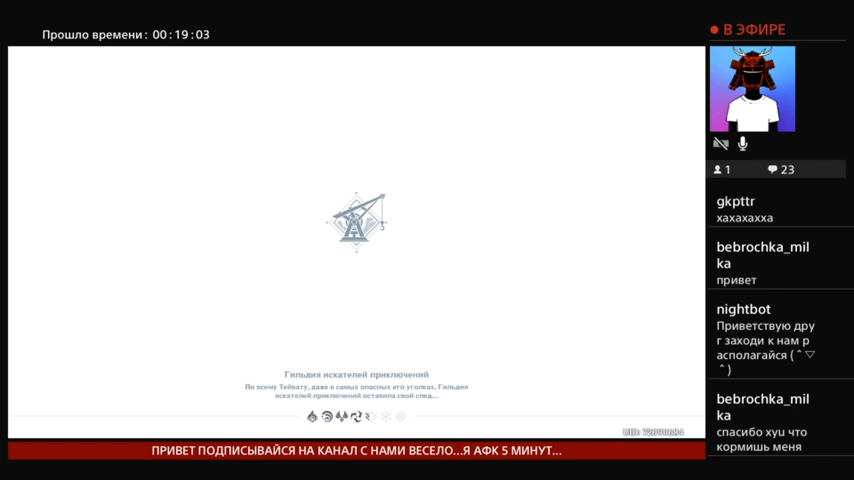 Прошло времени: 00:19:03
В ЭФИРЕ
1 23
gkpttr
хахахахха
bebrochka_mil
ka
привет
nightbot
Приветствую дру
г заходи к нам р
асполагайся (ˆ▽
ˆ)
bebrochka_mil
ka
спасибо хуu что
кормишь меня
Гильдия искателей приключений
По всему Тейвату, даже в самых опасных его уголках, Гильдия
искателей приключений оставила свой след...
ПРИВЕТ ПОДПИСЫВАЙСЯ НА КАНАЛ С НАМИ ВЕСЕЛО...Я АФК 5 МИНУТ...